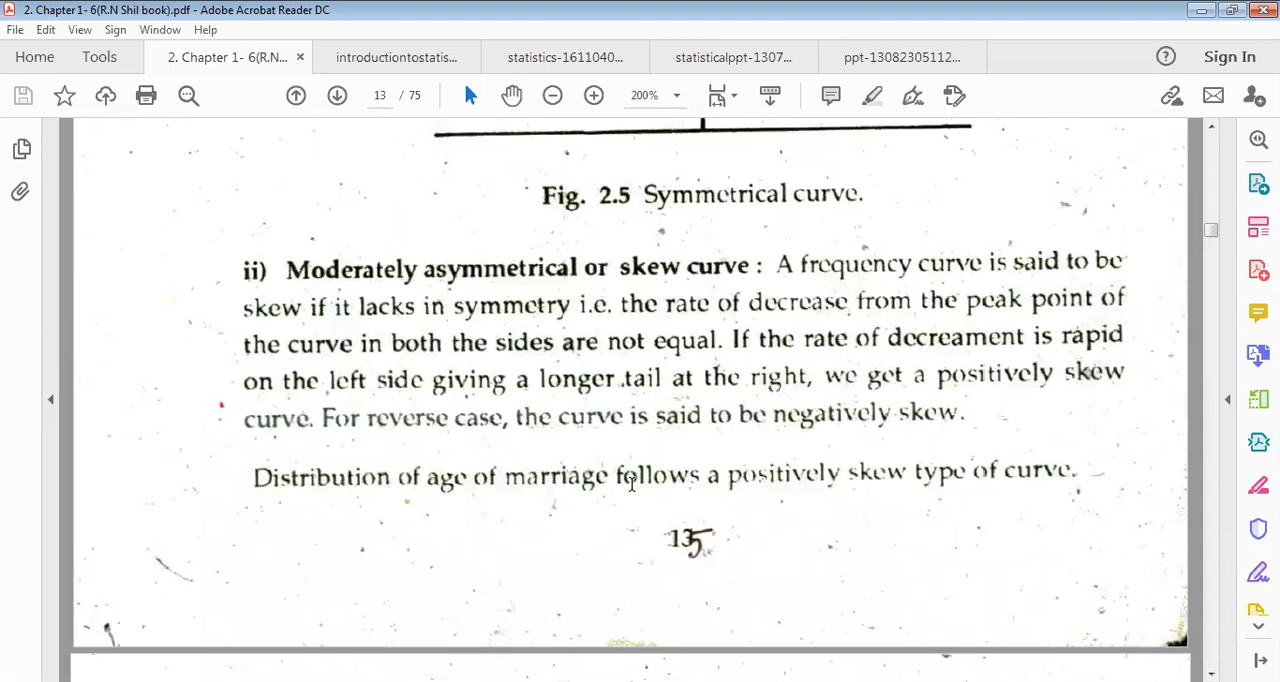 2. Chapter 1- 6(R.N Shil book).pdf - Adobe Acrobat Reader DC
File Edit View Sign Window Help
Home Tools 2. Chapter 1- 6(R.N... × introductiontostatis... statistics-1611040... statisticalppt-1307... ppt-13082305112... Sign In
13 / 75 200%
Fig. 2.5 Symmetrical curve.
ii) Moderately asymmetrical or skew curve : A frequency curve is said to be
skew if it lacks in symmetry i.e. the rate of decrease from the peak point of
the curve in both the sides are not equal. If the rate of decreament is rapid
on the left side giving a longer tail at the right, we get a positively skew
curve. For reverse case, the curve is said to be negatively skew.
Distribution of age of marriage follows a positively skew type of curve.